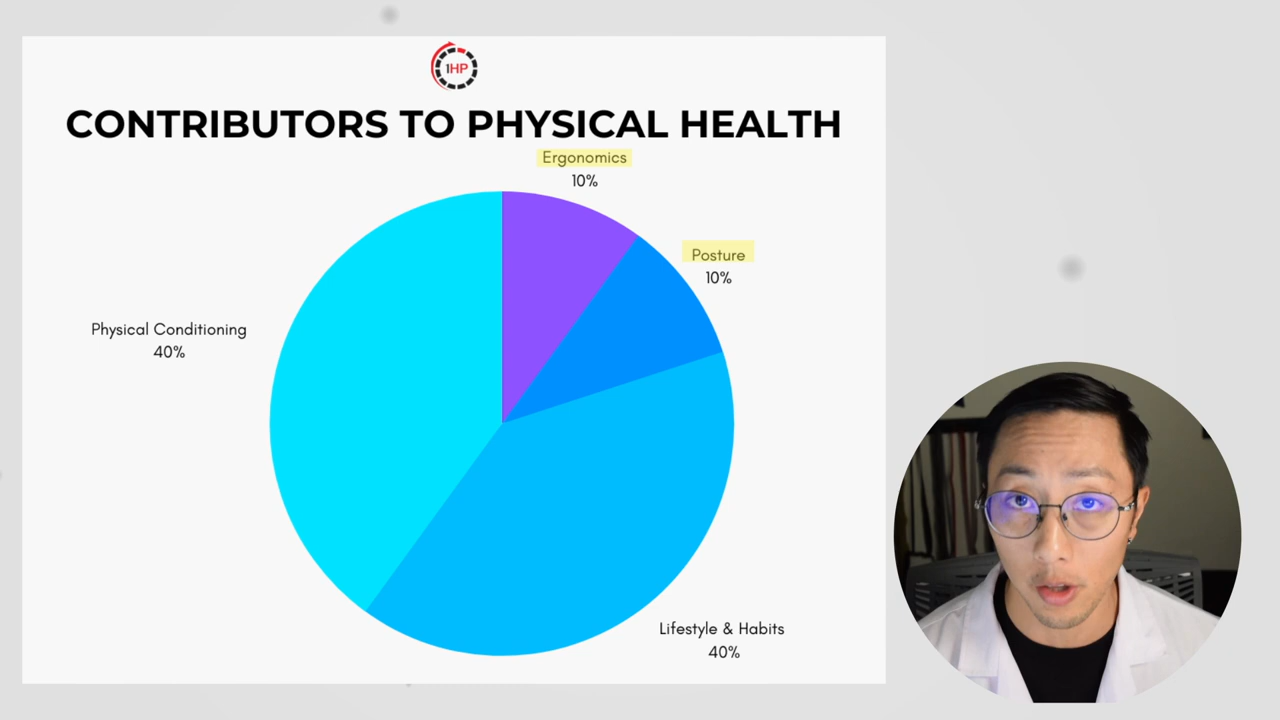 1HP
CONTRIBUTORS TO PHYSICAL HEALTH
Ergonomics
10%
Posture
10%
Physical Conditioning
40%
Lifestyle & Habits
40%